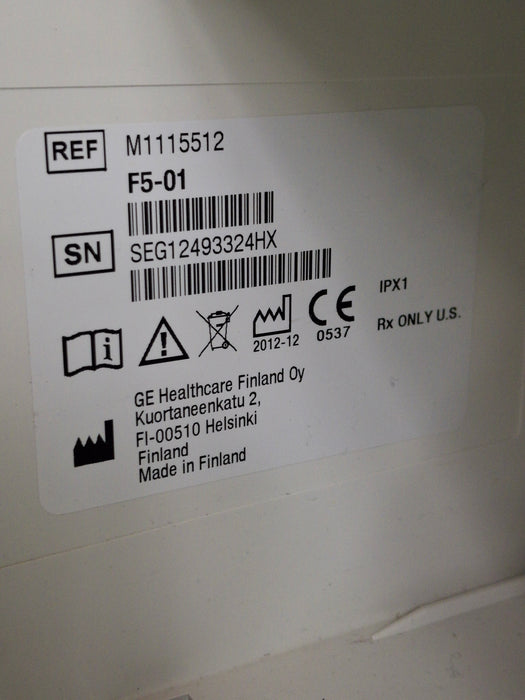 REF M1115512
F5-01
SN SEG12493324HX
i
2012-12
CE
0537
IPX1
Rx ONLY U.S.
GE Healthcare Finland Oy
Kuortaneenkatu 2,
FI-00510 Helsinki
Finland
Made in Finland